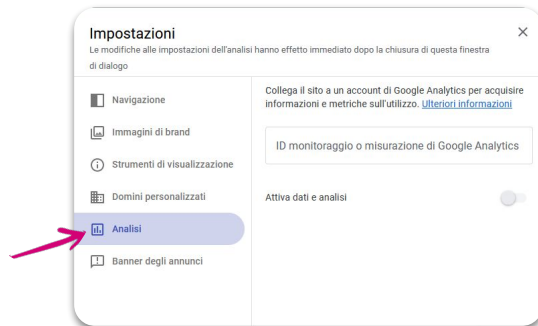 Impostazioni
Le modifiche alle impostazioni dell'analisi hanno effetto immediato dopo la chiusura di questa finestra
di dialogo
Navigazione
Immagini di brand
Strumenti di visualizzazione
Domini personalizzati
Analisi
Banner degli annunci
Collega il sito a un account di Google Analytics per acquisire
informazioni e metriche sull'utilizzo. Ulteriori informazioni
ID monitoraggio o misurazione di Google Analytics
Attiva dati e analisi